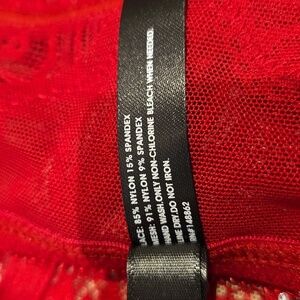 LACE: 85% NYLON 15% SPANDEX
MESH: 91% NYLON 9% SPANDEX
HAND WASH,ONLY NON-CHLORINE BLEACH WHEN NEEDED.
LINE DRY.DO NOT IRON.
RN#148862